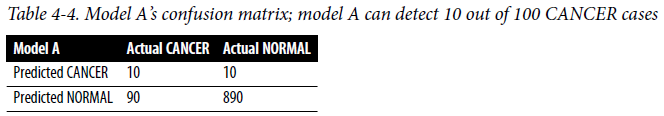 Table 4-4. Model A's confusion matrix; model A can detect 10 out of 100 CANCER cases
Model A Actual CANCER Actual NORMAL
Predicted CANCER 10 10
Predicted NORMAL 90 890